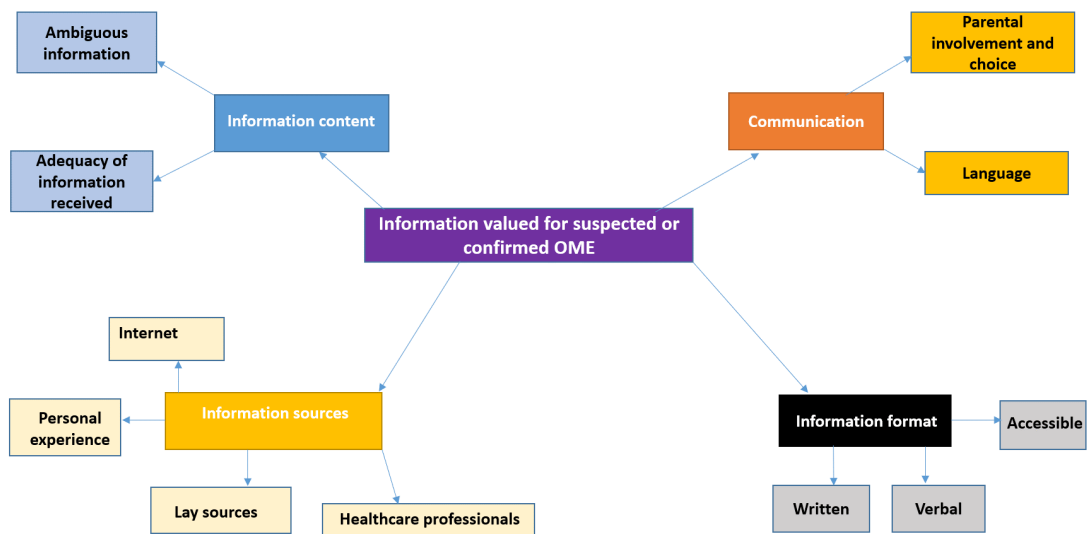 Ambiguous
information
Parental
involvement and
choice
Information content
Communication
Adequacy of
information
received
Language
Information valued for suspected or
confirmed OME
Internet
Information sources
Personal
experience
Information format
Accessible
Lay sources
Healthcare professionals
Written
Verbal